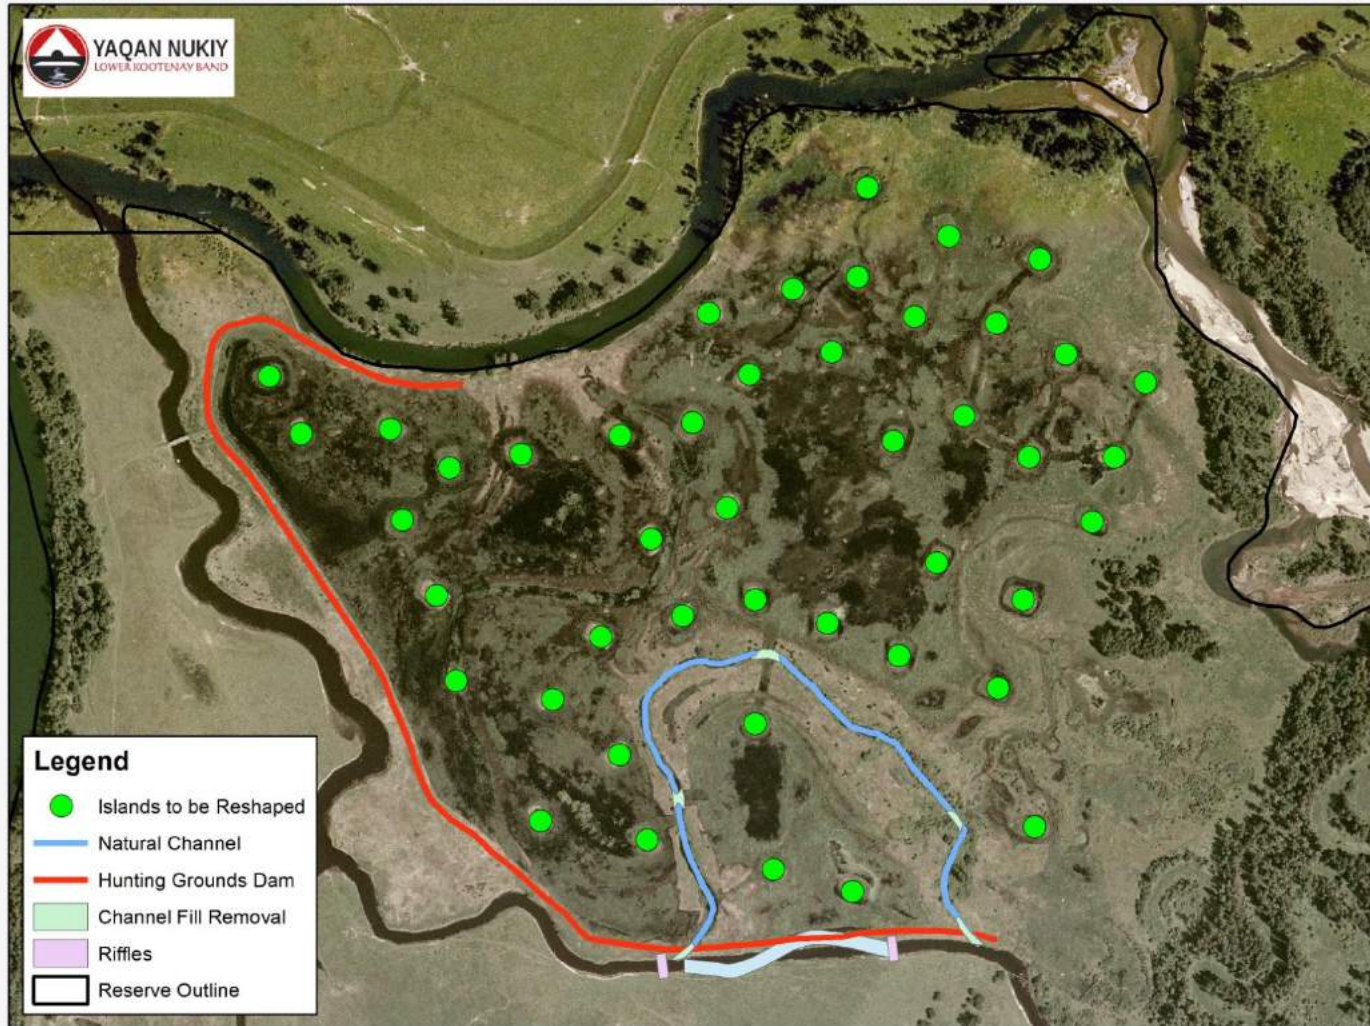 YAQAN NUKIY
LOWER KOOTENAY BAND
Legend
Islands to be Reshaped
Natural Channel
Hunting Grounds Dam
Channel Fill Removal
Riffles
Reserve Outline